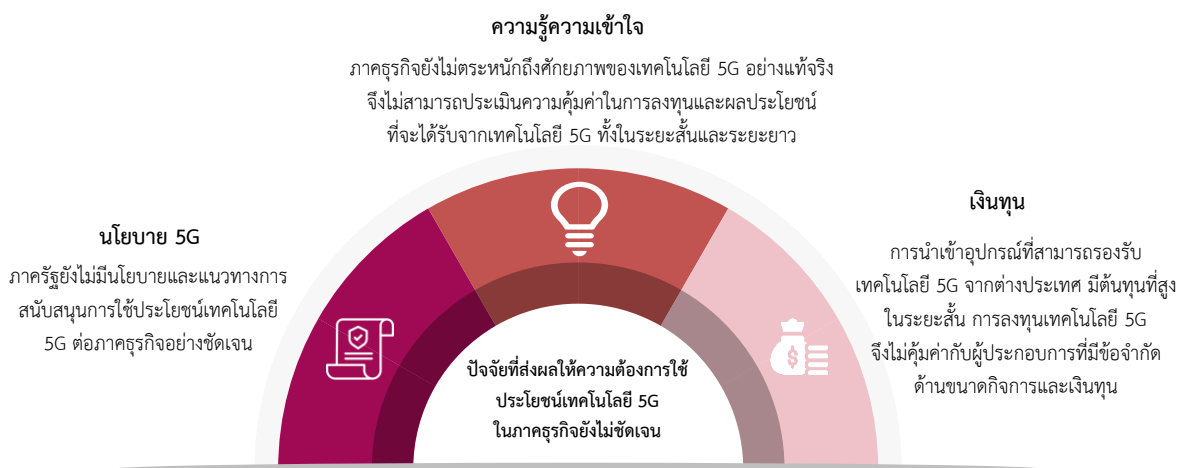 ความรู้ความเข้าใจ
ภาคธุรกิจยังไม่ตระหนักถึงศักยภาพของเทคโนโลยี 5G อย่างแท้จริง
จึงไม่สามารถประเมินความคุ้มค่าในการลงทุนและผลประโยชน์
ที่จะได้รับจากเทคโนโลยี 5G ทั้งในระยะสั้นและระยะยาว
นโยบาย 5G
ภาครัฐยังไม่มีนโยบายและแนวทางการ
สนับสนุนการใช้ประโยชน์เทคโนโลยี
5G ต่อภาคธุรกิจอย่างชัดเจน
เงินทุน
การนำเข้าอุปกรณ์ที่สามารถรองรับ
เทคโนโลยี 5G จากต่างประเทศ มีต้นทุนที่สูง
ในระยะสั้น การลงทุนเทคโนโลยี 5G
จึงไม่คุ้มค่ากับผู้ประกอบการที่มีข้อจำกัด
ด้านขนาดกิจการและเงินทุน
$
ปัจจัยที่ส่งผลให้ความต้องการใช้
ประโยชน์เทคโนโลยี 5G
ในภาคธุรกิจยังไม่ชัดเจน